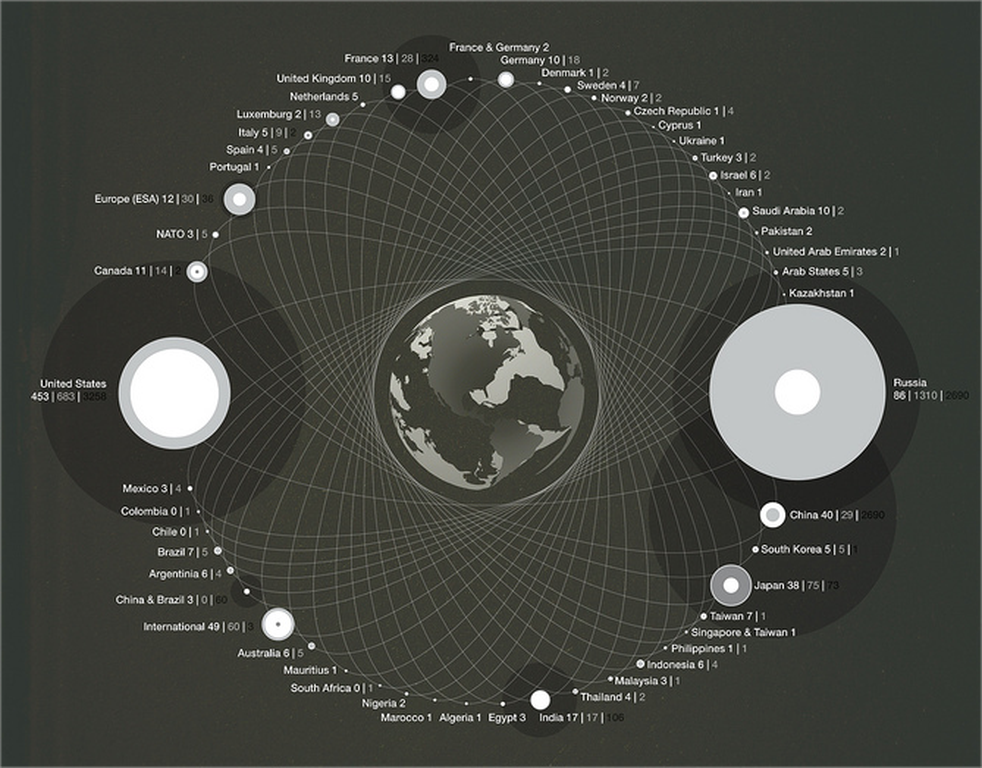 France & Germany 2
France 13 | 28 | 324
Germany 10 | 18
United Kingdom 10 | 15
Denmark 1 | 2
Netherlands 5
Sweden 4 | 7
Norway 2 | 2
Luxemburg 2 | 13
Czech Republic 1 | 4
Italy 5 | 9 | 2
Cyprus 1
Spain 4 | 5
Ukraine 1
Portugal 1
Turkey 3 | 2
Israel 6 | 2
Europe (ESA) 12 | 30 |
Iran 1
Saudi Arabia 10 | 2
NATO 3 | 5
Pakistan 2
United Arab Emirates 2 | 1
Canada 11 | 14 |
Arab States 5 | 3
Kazakhstan 1
United States
453 | 683 | 3258
Russia
86 | 1310 | 2690
Mexico 3 | 4
Colombia 0 | 1
China 40 | 29 | 2690
Chile 0 | 1
Brazil 7 | 5
South Korea 5 | 5 | 1
Argentinia 6 | 4
Japan 38 | 75 | 73
China & Brazil 3 | 0 | 60
Taiwan 7 | 1
International 49 | 60 |
Singapore & Taiwan 1
Australia 6 | 5
Philippines 1 | 1
Mauritius 1
Indonesia 6 | 4
South Africa 0 | 1
Malaysia 3 | 1
Nigeria 2
Thailand 4 | 2
Marocco 1
Algeria 1
Egypt 3
India 17 | 17 | 106